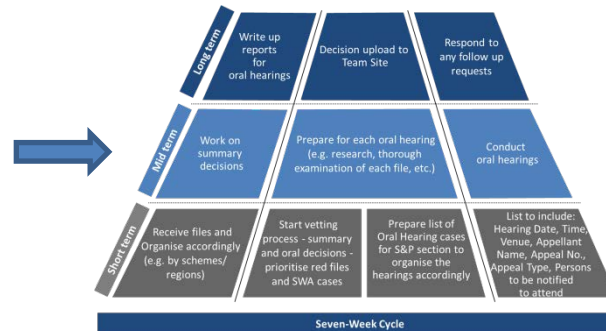 Long term
Write up
reports
for
oral hearings
Decision upload to
Team Site
Respond to
any follow up
requests
Mid term
Work on
summary
decisions
Prepare for each oral hearing
(e.g. research, thorough
examination of each file, etc.)
Conduct
oral hearings
Short term
Receive files and
Organise accordingly
(e.g. by schemes/
regions)
Start vetting
process - summary
and oral decisions -
prioritise red files
and SWA cases
Prepare list of
Oral Hearing cases
for S&P section to
organise the
hearings accordingly
List to include:
Hearing Date, Time,
Venue, Appellant
Name, Appeal No.,
Appeal Type, Persons
to be notified
to attend
Seven-Week Cycle